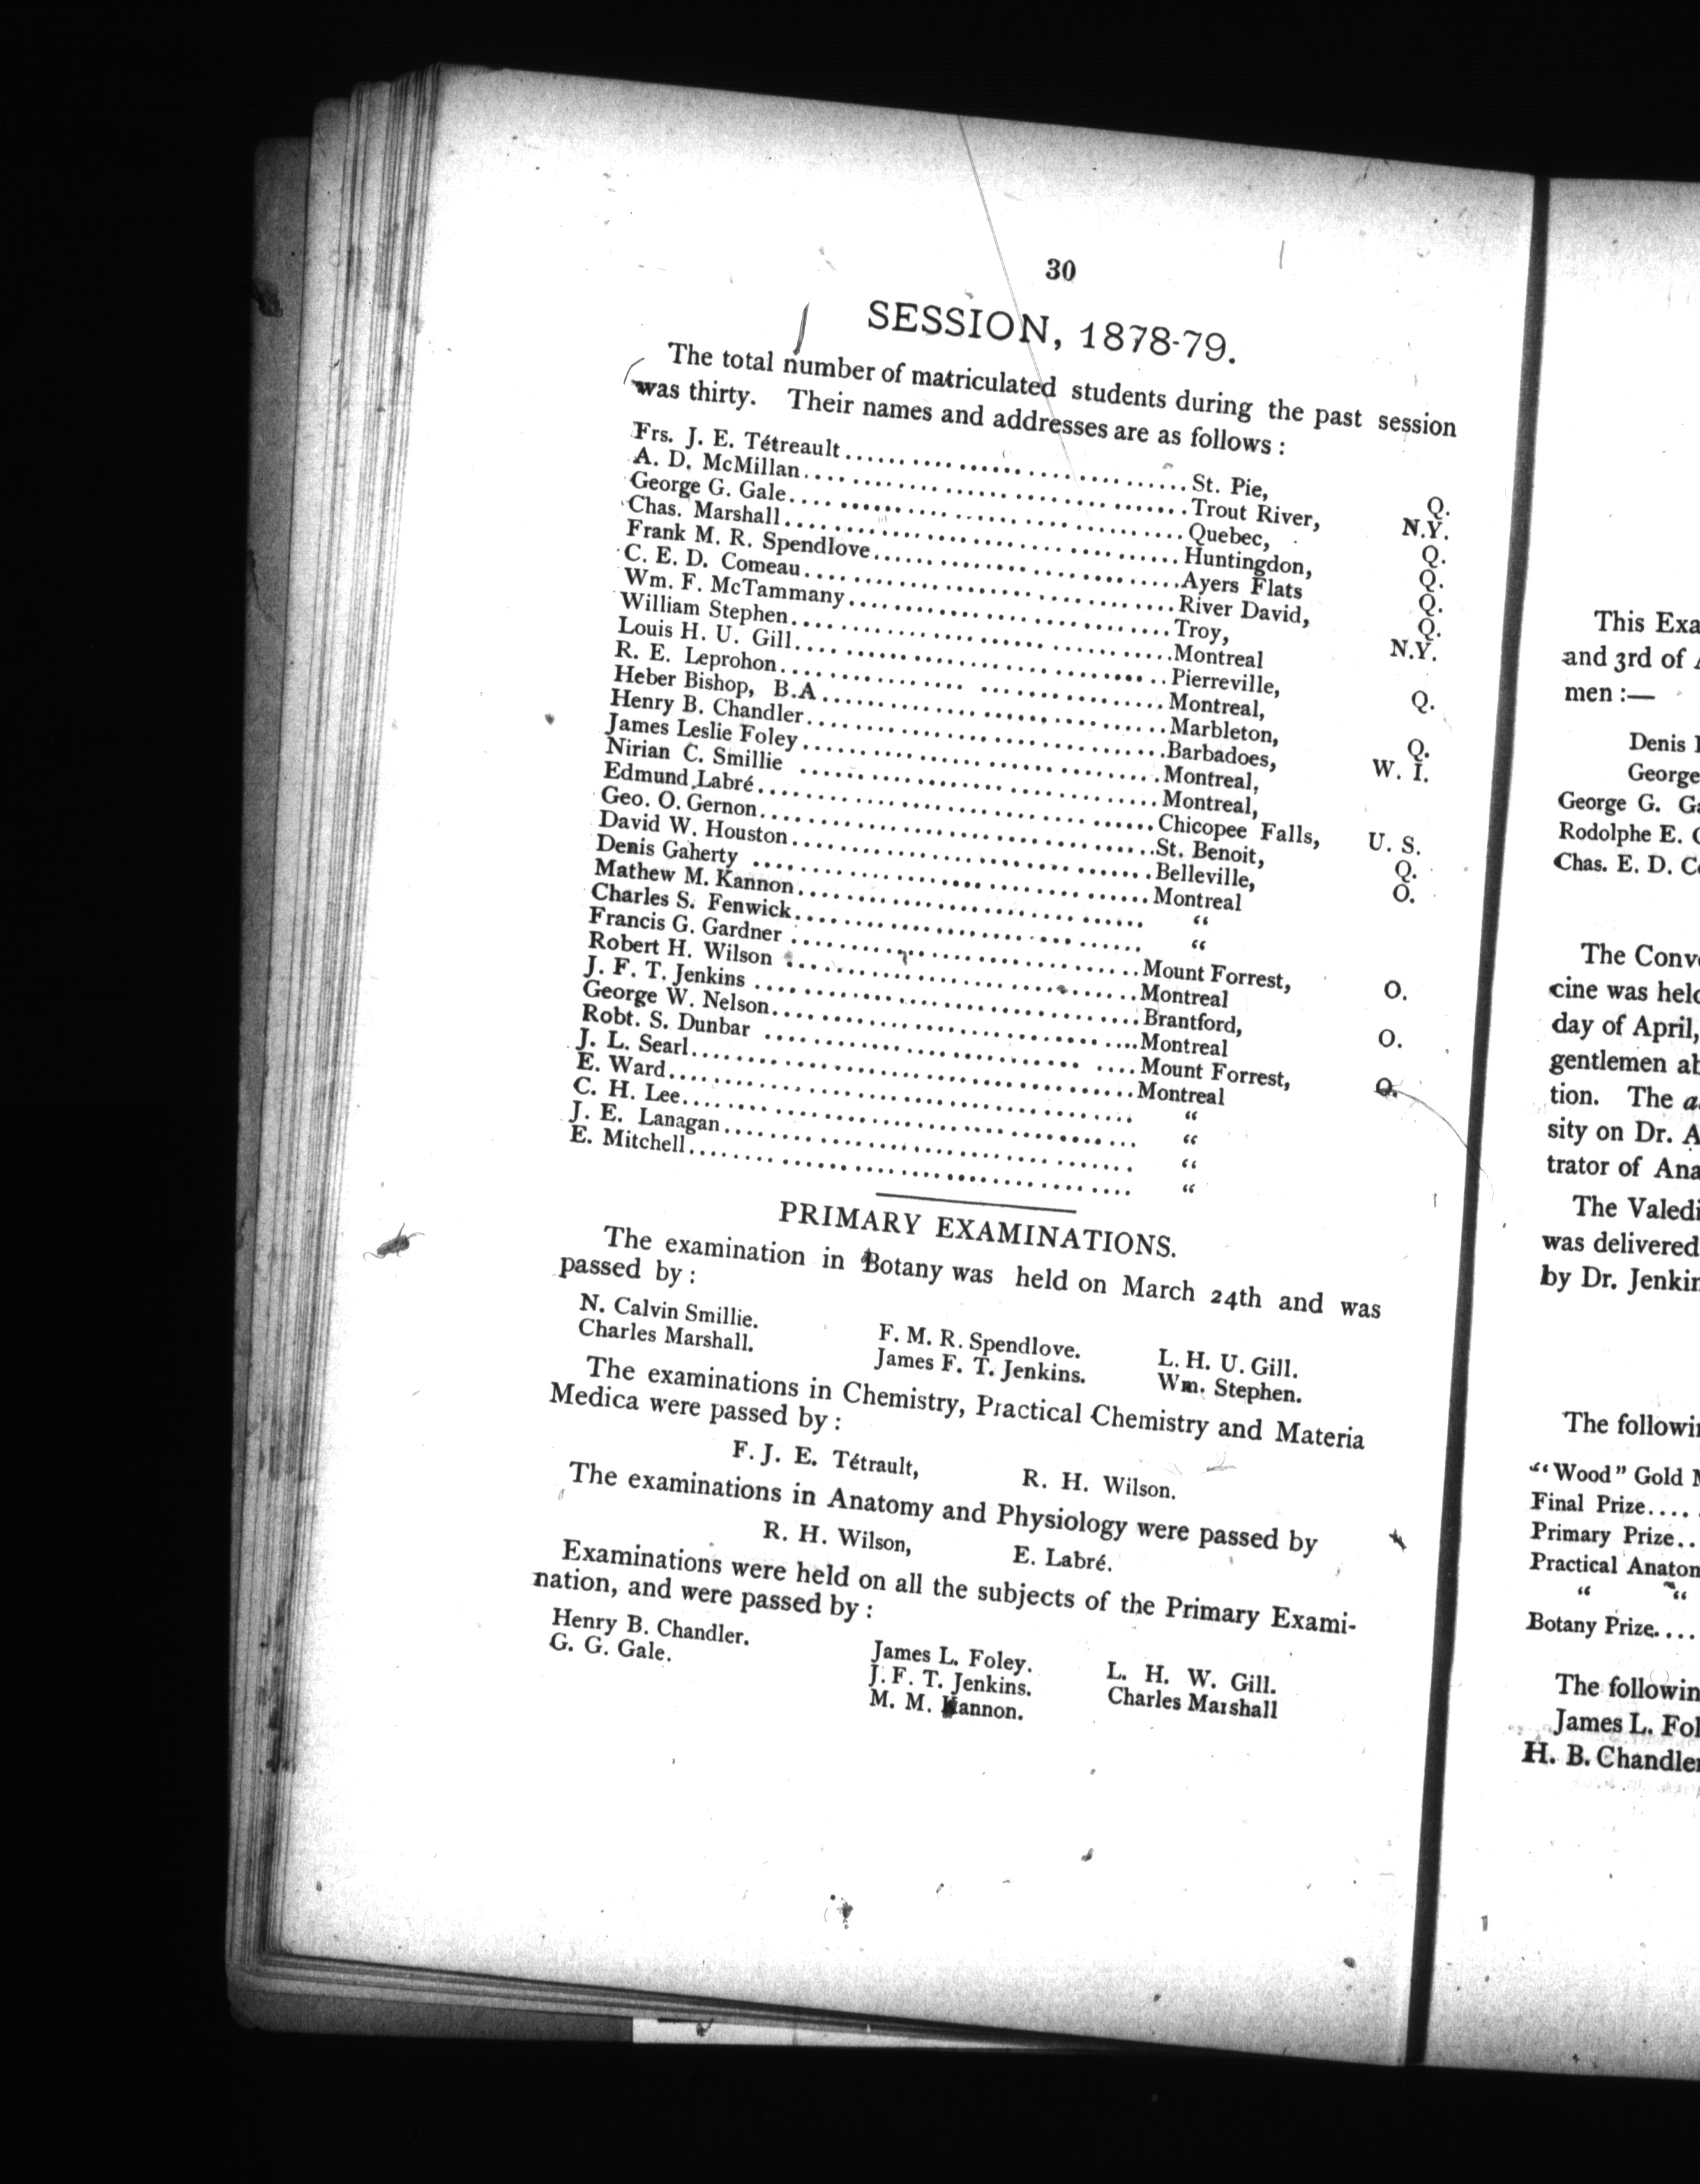 30
SESSION, 1878-79.
The total number of matriculated students during the past session
was thirty. Their names and addresses are as follows :
Frs. J. E. Tétreault........St. Pie, Q.
A. D. McMillan........Trout River, N.Y.
George G. Gale........Quebec, Q.
Chas. Marshall........Huntingdon, Q.
Frank M. R. Spendlove........Ayers Flats Q.
C. E. D. Comeau........River David, Q.
Wm. F. McTammany........Troy, N.Y.
William Stephen........Montreal
Louis H. U. Gill........Pierreville, Q.
R. E. Leprohon........Montreal,
Heber Bishop, B.A........Marbleton, Q.
Henry B. Chandler........Barbadoes, W. I.
James Leslie Foley........Montreal,
Nirian C. Smillie........Montreal,
Edmund Labré........Chicopee Falls, U. S.
Geo. O. Gernon........St. Benoit, Q.
David W. Houston........Belleville, O.
Denis Gaherty........Montreal
Mathew M. Kannon........ "
Charles S. Fenwick........ "
Francis G. Gardner........Mount Forrest, O.
Robert H. Wilson........Montreal
J. F. T. Jenkins........Brantford, O.
George W. Nelson........Montreal
Robt. S. Dunbar........Mount Forrest, O.
J. L. Searl........Montreal
E. Ward........ "
C. H. Lee........ "
J. E. Lanagan........ "
E. Mitchell........ "
PRIMARY EXAMINATIONS.
The examination in Botany was held on March 24th and was
passed by :
N. Calvin Smillie. F. M. R. Spendlove. L. H. U. Gill.
Charles Marshall. James F. T. Jenkins. Wm. Stephen.
The examinations in Chemistry, Practical Chemistry and Materia
Medica were passed by :
F. J. E. Tétrault, R. H. Wilson.
The examinations in Anatomy and Physiology were passed by
R. H. Wilson, E. Labré.
Examinations were held on all the subjects of the Primary Exami-
nation, and were passed by :
Henry B. Chandler. James L. Foley. L. H. W. Gill.
G. G. Gale. J. F. T. Jenkins. Charles Marshall
M. M. Kannon.
This Exa
and 3rd of
men :—
Denis
George
George G.
Rodolphe E.
Chas. E. D.
The Conv
cine was held
day of April,
gentlemen
tion. The
sity on Dr. A
trator of Ana
The Valedi
was delivered
by Dr. Jenkin
The followin
"Wood" Gold
Final Prize....
Primary Prize..
Practical Anatom
" "
Botany Prize....
The followin
James L. Fol
H. B. Chandler